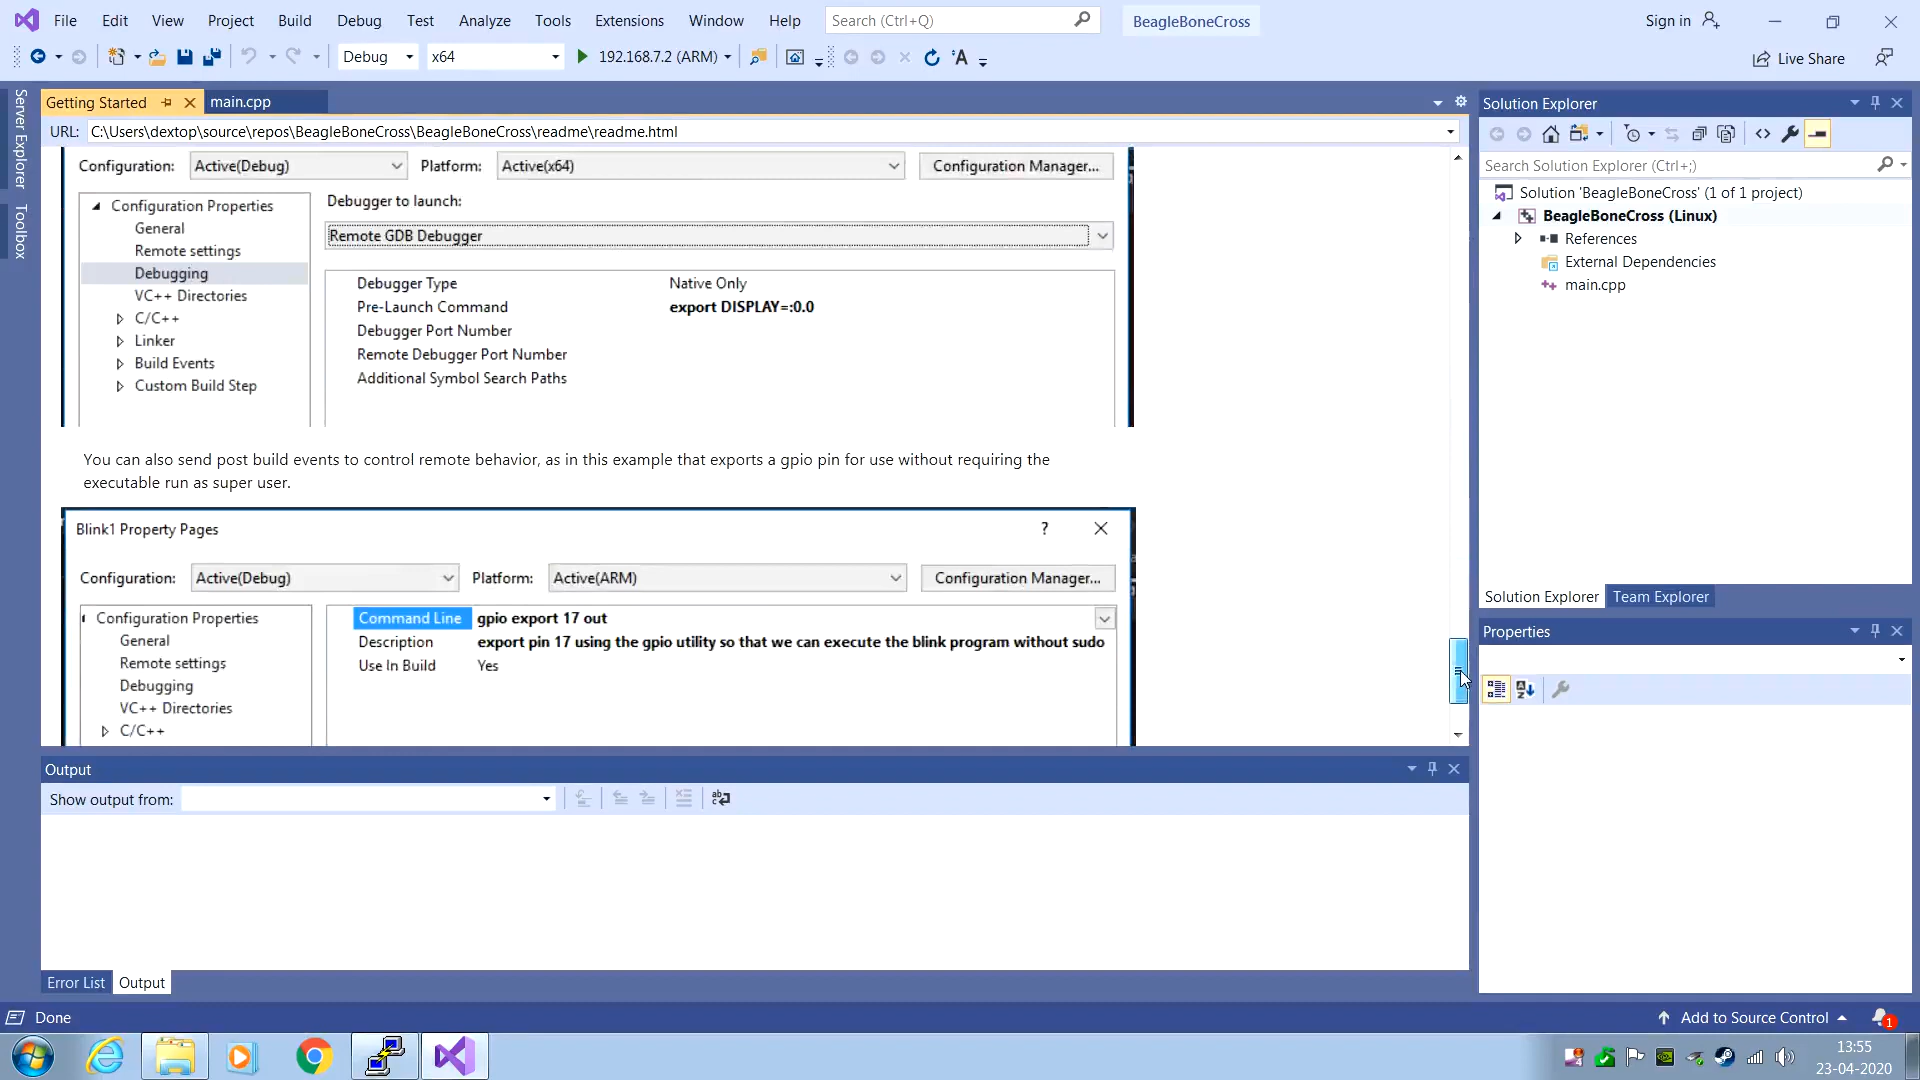 File Edit View Project Build Debug Test Analyze Tools Extensions Window Help Search (Ctrl+Q) BeagleBoneCross Sign in
Debug x64 192.168.7.2 (ARM) Live Share
Server Explorer
Toolbox
Getting Started main.cpp
URL: C:\Users\dextop\source\repos\BeagleBoneCross\BeagleBoneCross\readme\readme.html
Configuration: Active(Debug) Platform: Active(x64) Configuration Manager...
Configuration Properties
General
Remote settings
Debugging
VC++ Directories
C/C++
Linker
Build Events
Custom Build Step
Debugger to launch:
Remote GDB Debugger
Debugger Type Native Only
Pre-Launch Command export DISPLAY=:0.0
Debugger Port Number
Remote Debugger Port Number
Additional Symbol Search Paths
You can also send post build events to control remote behavior, as in this example that exports a gpio pin for use without requiring the
executable run as super user.
Blink1 Property Pages ?
Configuration: Active(Debug) Platform: Active(ARM) Configuration Manager...
Configuration Properties
General
Remote settings
Debugging
VC++ Directories
C/C++
Command Line gpio export 17 out
Description export pin 17 using the gpio utility so that we can execute the blink program without sudo
Use In Build Yes
Output
Show output from:
Error List Output
Solution Explorer
Search Solution Explorer (Ctrl+;)
Solution 'BeagleBoneCross' (1 of 1 project)
BeagleBoneCross (Linux)
References
External Dependencies
main.cpp
Solution Explorer Team Explorer
Properties
Done Add to Source Control 1
13:55
23-04-2020